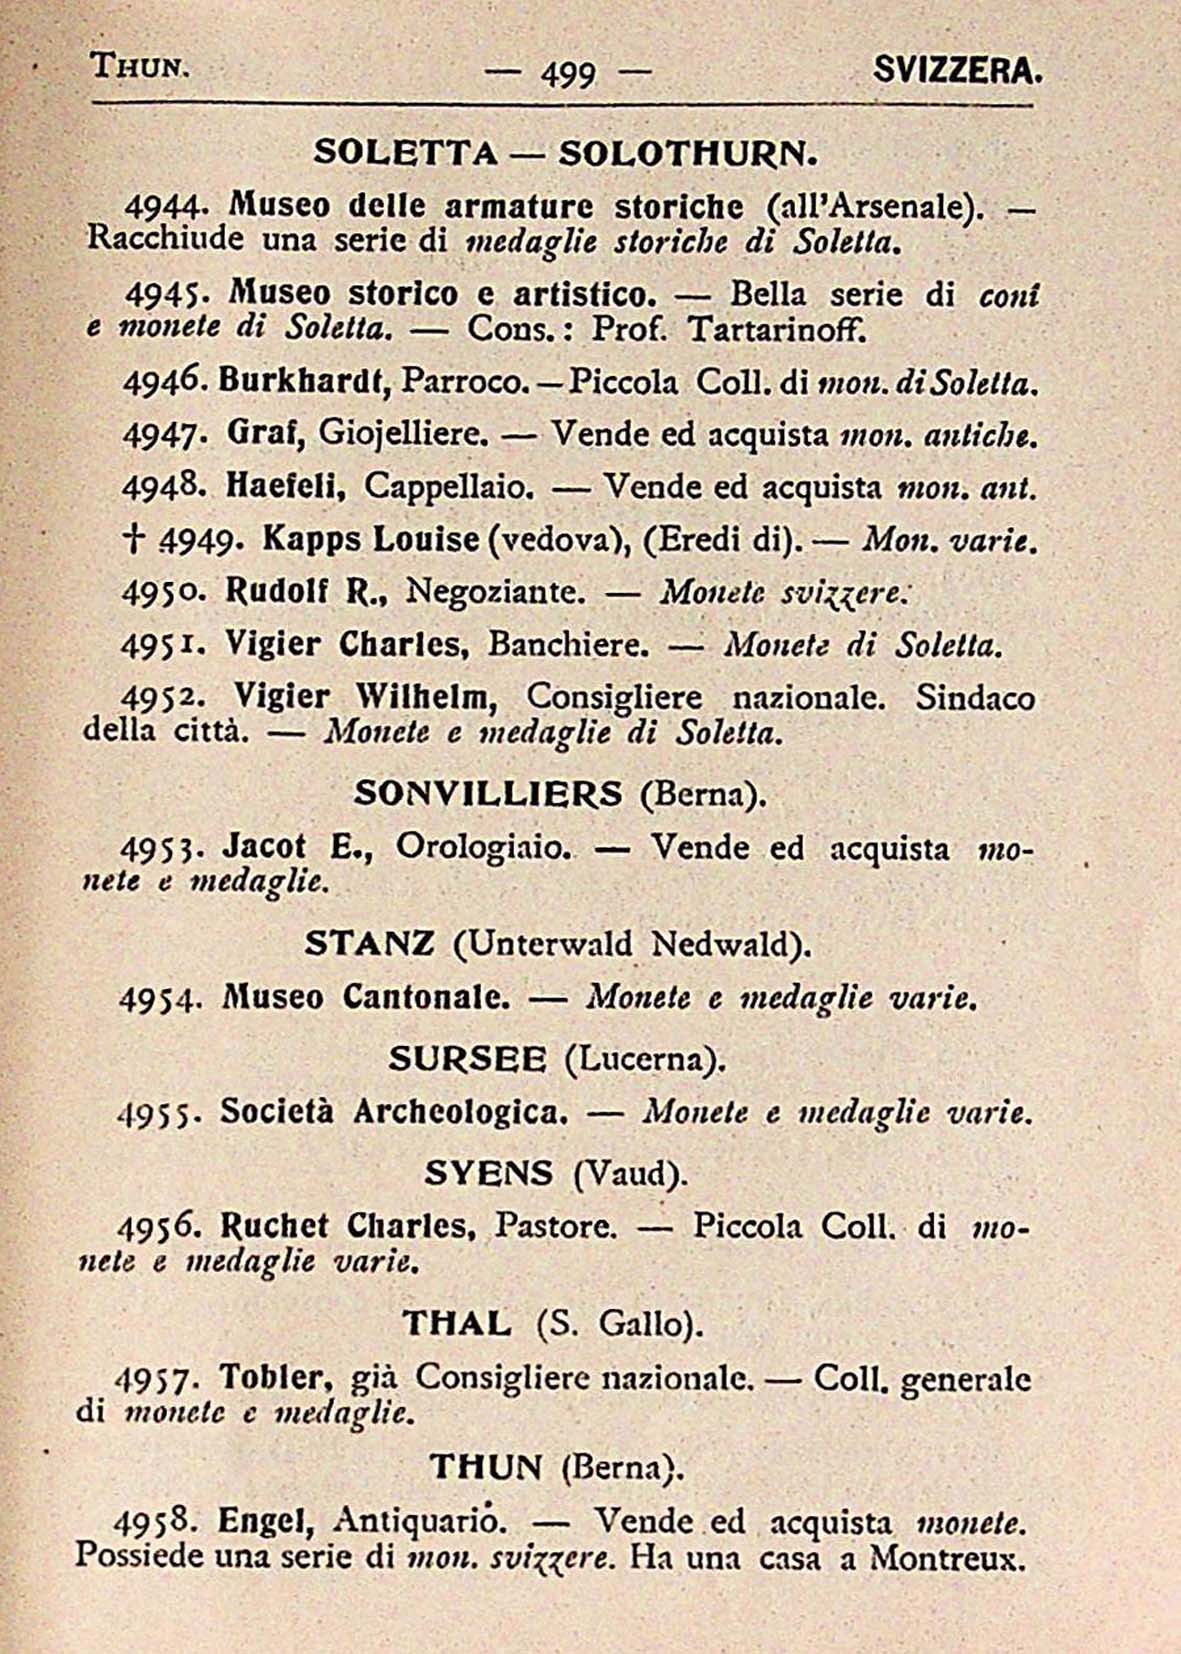 THUN. — 499 — SVIZZERA.
SOLETTA — SOLOTHURN.
4944. Museo delle armature storiche (all'Arsenale). —
Racchiude una serie di medaglie storiche di Soletta.
4945. Museo storico e artistico. — Bella serie di coni
e monete di Soletta. — Cons.: Prof. Tartarinoff.
4946. Burkhardt, Parroco. — Piccola Coll. di mon. di Soletta.
4947. Graf, Giojelliere. — Vende ed acquista mon. antiche.
4948. Haefeli, Cappellaio. — Vende ed acquista mon. ant.
† 4949. Kapps Louise (vedova), (Eredi di). — Mon. varie.
4950. Rudolf R., Negoziante. — Monete svizzere.
4951. Vigier Charles, Banchiere. — Monete di Soletta.
4952. Vigier Wilhelm, Consigliere nazionale. Sindaco
della città. — Monete e medaglie di Soletta.
SONVILLIERS (Berna).
4953. Jacot E., Orologiaio. — Vende ed acquista mo-
nete e medaglie.
STANZ (Unterwald Nedwald).
4954. Museo Cantonale. — Monete e medaglie varie.
SURSEE (Lucerna).
4955. Società Archeologica. — Monete e medaglie varie.
SYENS (Vaud).
4956. Ruchet Charles, Pastore. — Piccola Coll. di mo-
nete e medaglie varie.
THAL (S. Gallo).
4957. Tobler, già Consigliere nazionale. — Coll. generale
di monete e medaglie.
THUN (Berna).
4958. Engel, Antiquario. — Vende ed acquista monete.
Possiede una serie di mon. svizzere. Ha una casa a Montreux.